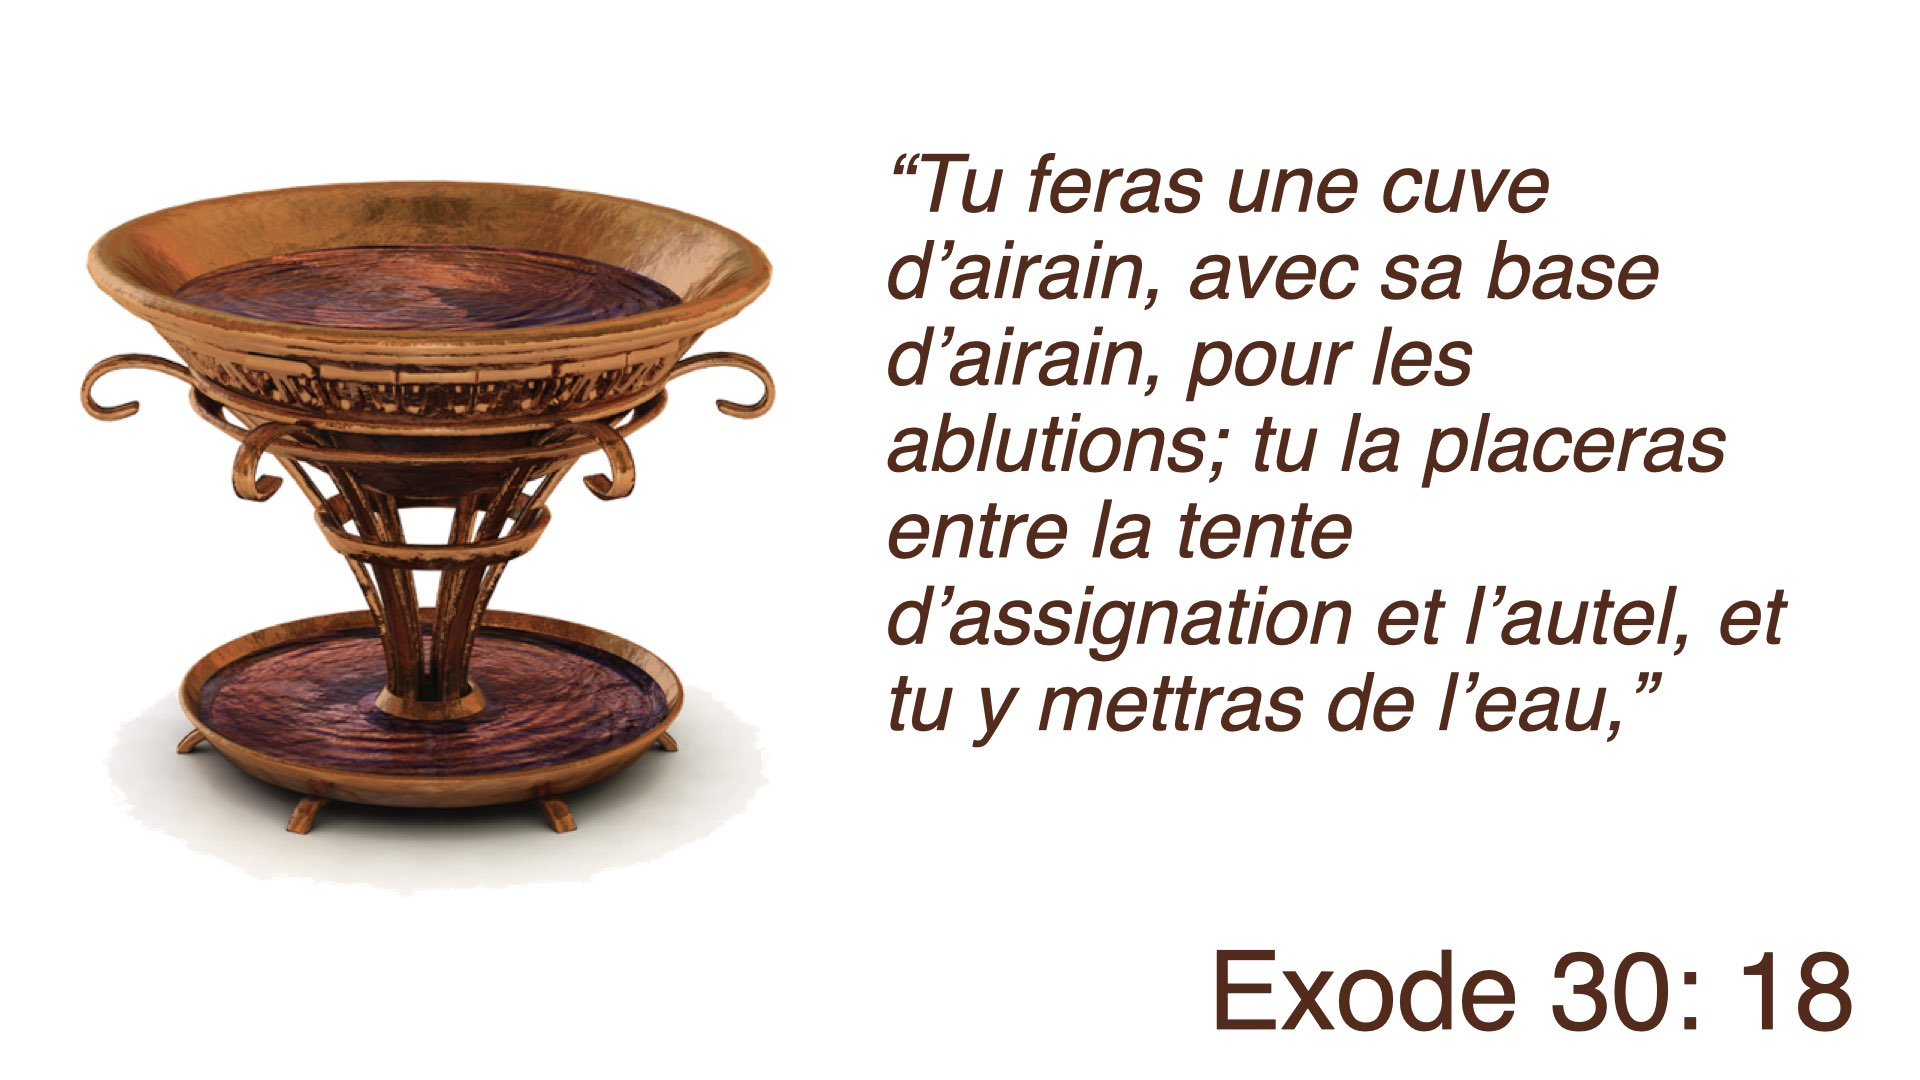 “Tu feras une cuve
d’airain, avec sa base
d’airain, pour les
ablutions; tu la placeras
entre la tente
d’assignation et l’autel, et
tu y mettras de l’eau,”
Exode 30: 18